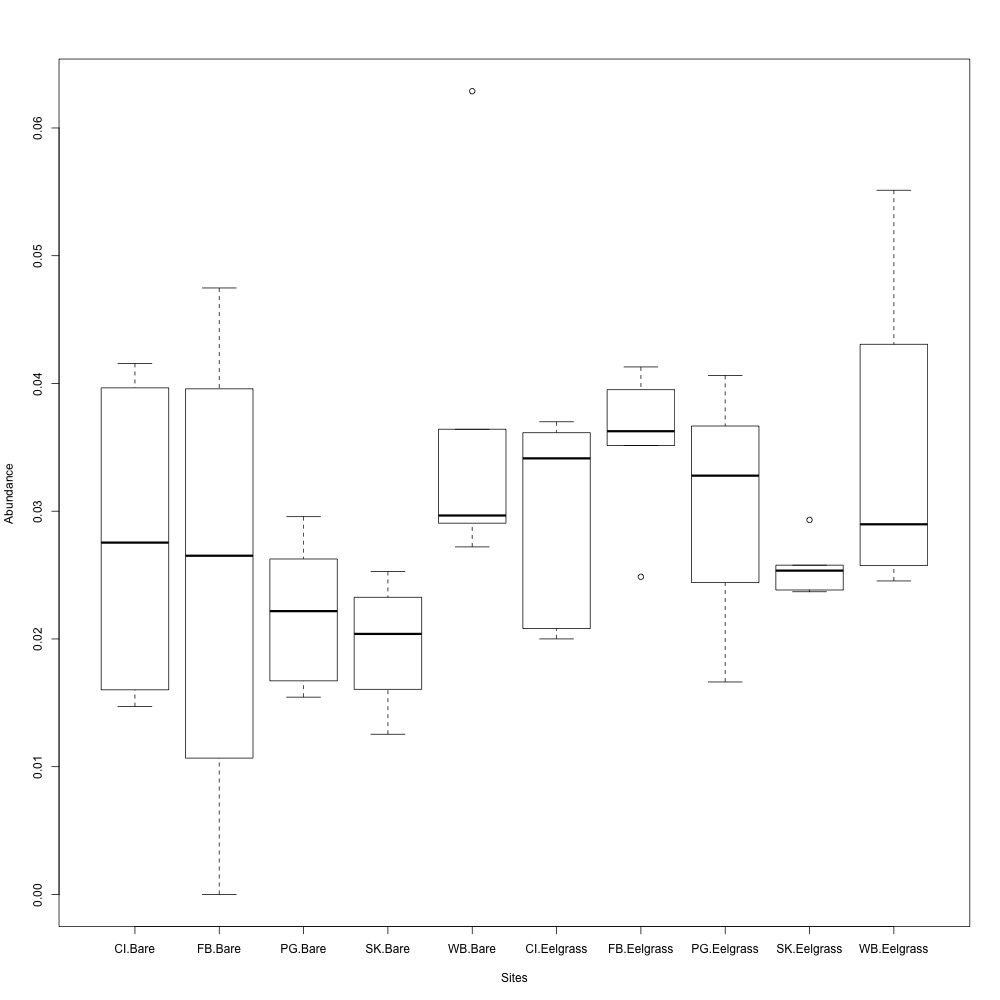 Abundance
0.06
0.05
0.04
0.03
0.02
0.01
0.00
CI.Bare FB.Bare PG.Bare SK.Bare WB.Bare CI.Eelgrass FB.Eelgrass PG.Eelgrass SK.Eelgrass WB.Eelgrass
Sites